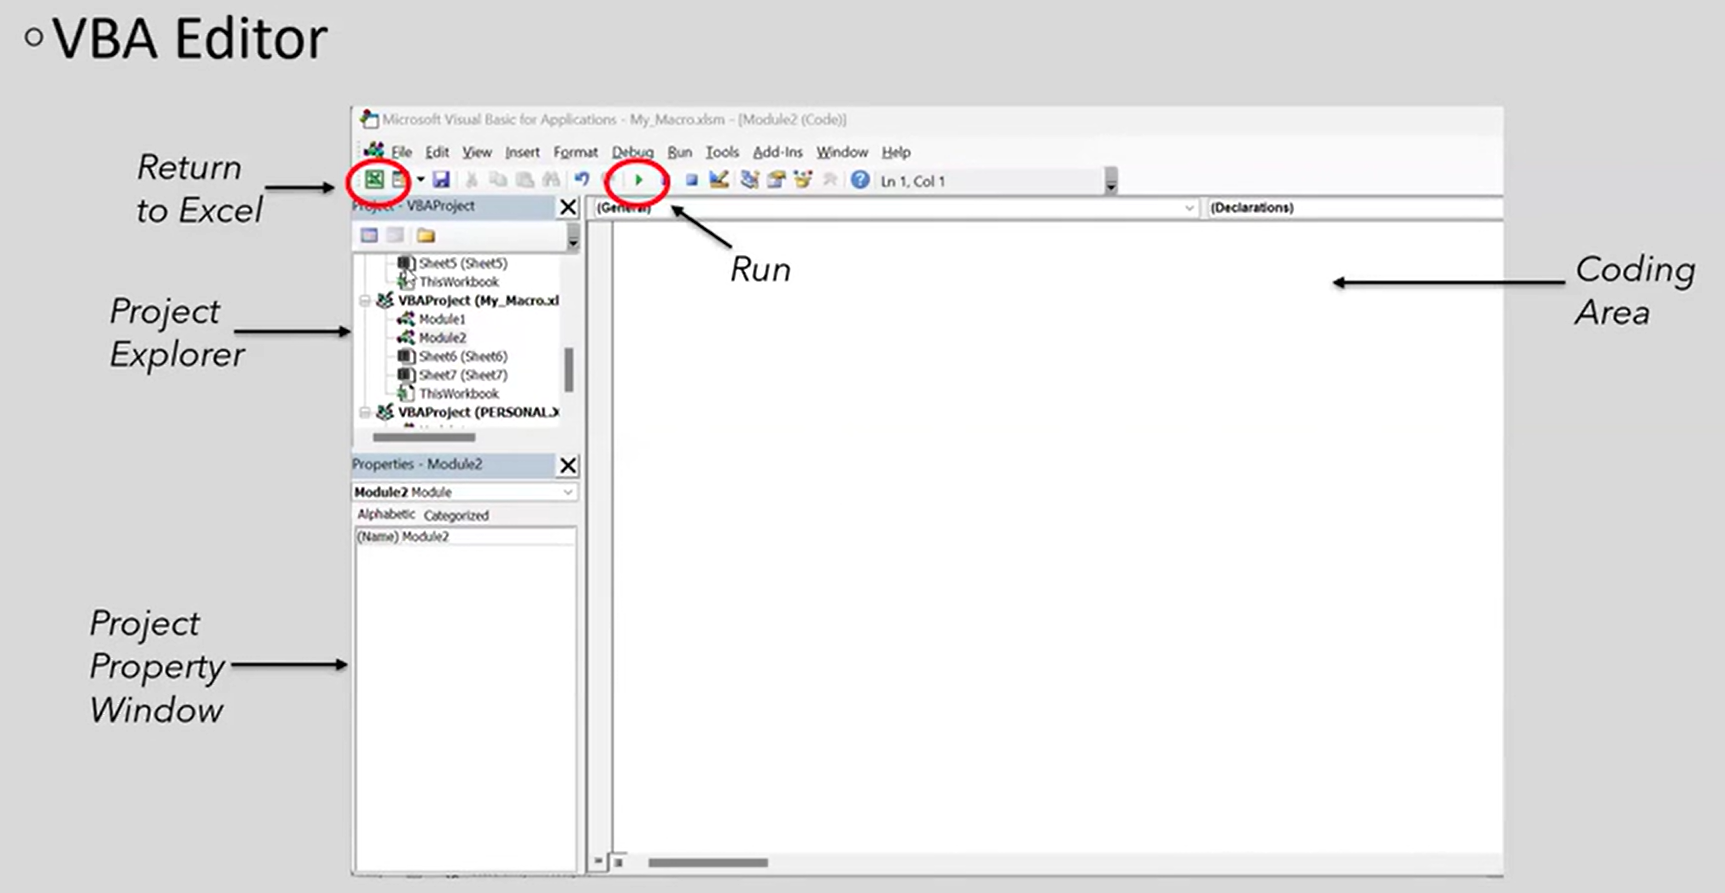 VBA Editor
Microsoft Visual Basic for Applications - My_Macro.xlsm - [Module2 (Code)]
File Edit View Insert Format Debug Run Tools Add-Ins Window Help
Ln 1, Col 1
Return
to Excel
Project - VBAProject
(General)
(Declarations)
Run
Sheet5 (Sheet5)
ThisWorkbook
VBAProject (My_Macro.xl
Module1
Module2
Sheet6 (Sheet6)
Sheet7 (Sheet7)
ThisWorkbook
VBAProject (PERSONAL.X
Project
Explorer
Coding
Area
Properties - Module2
Module2 Module
Alphabetic Categorized
(Name) Module2
Project
Property
Window